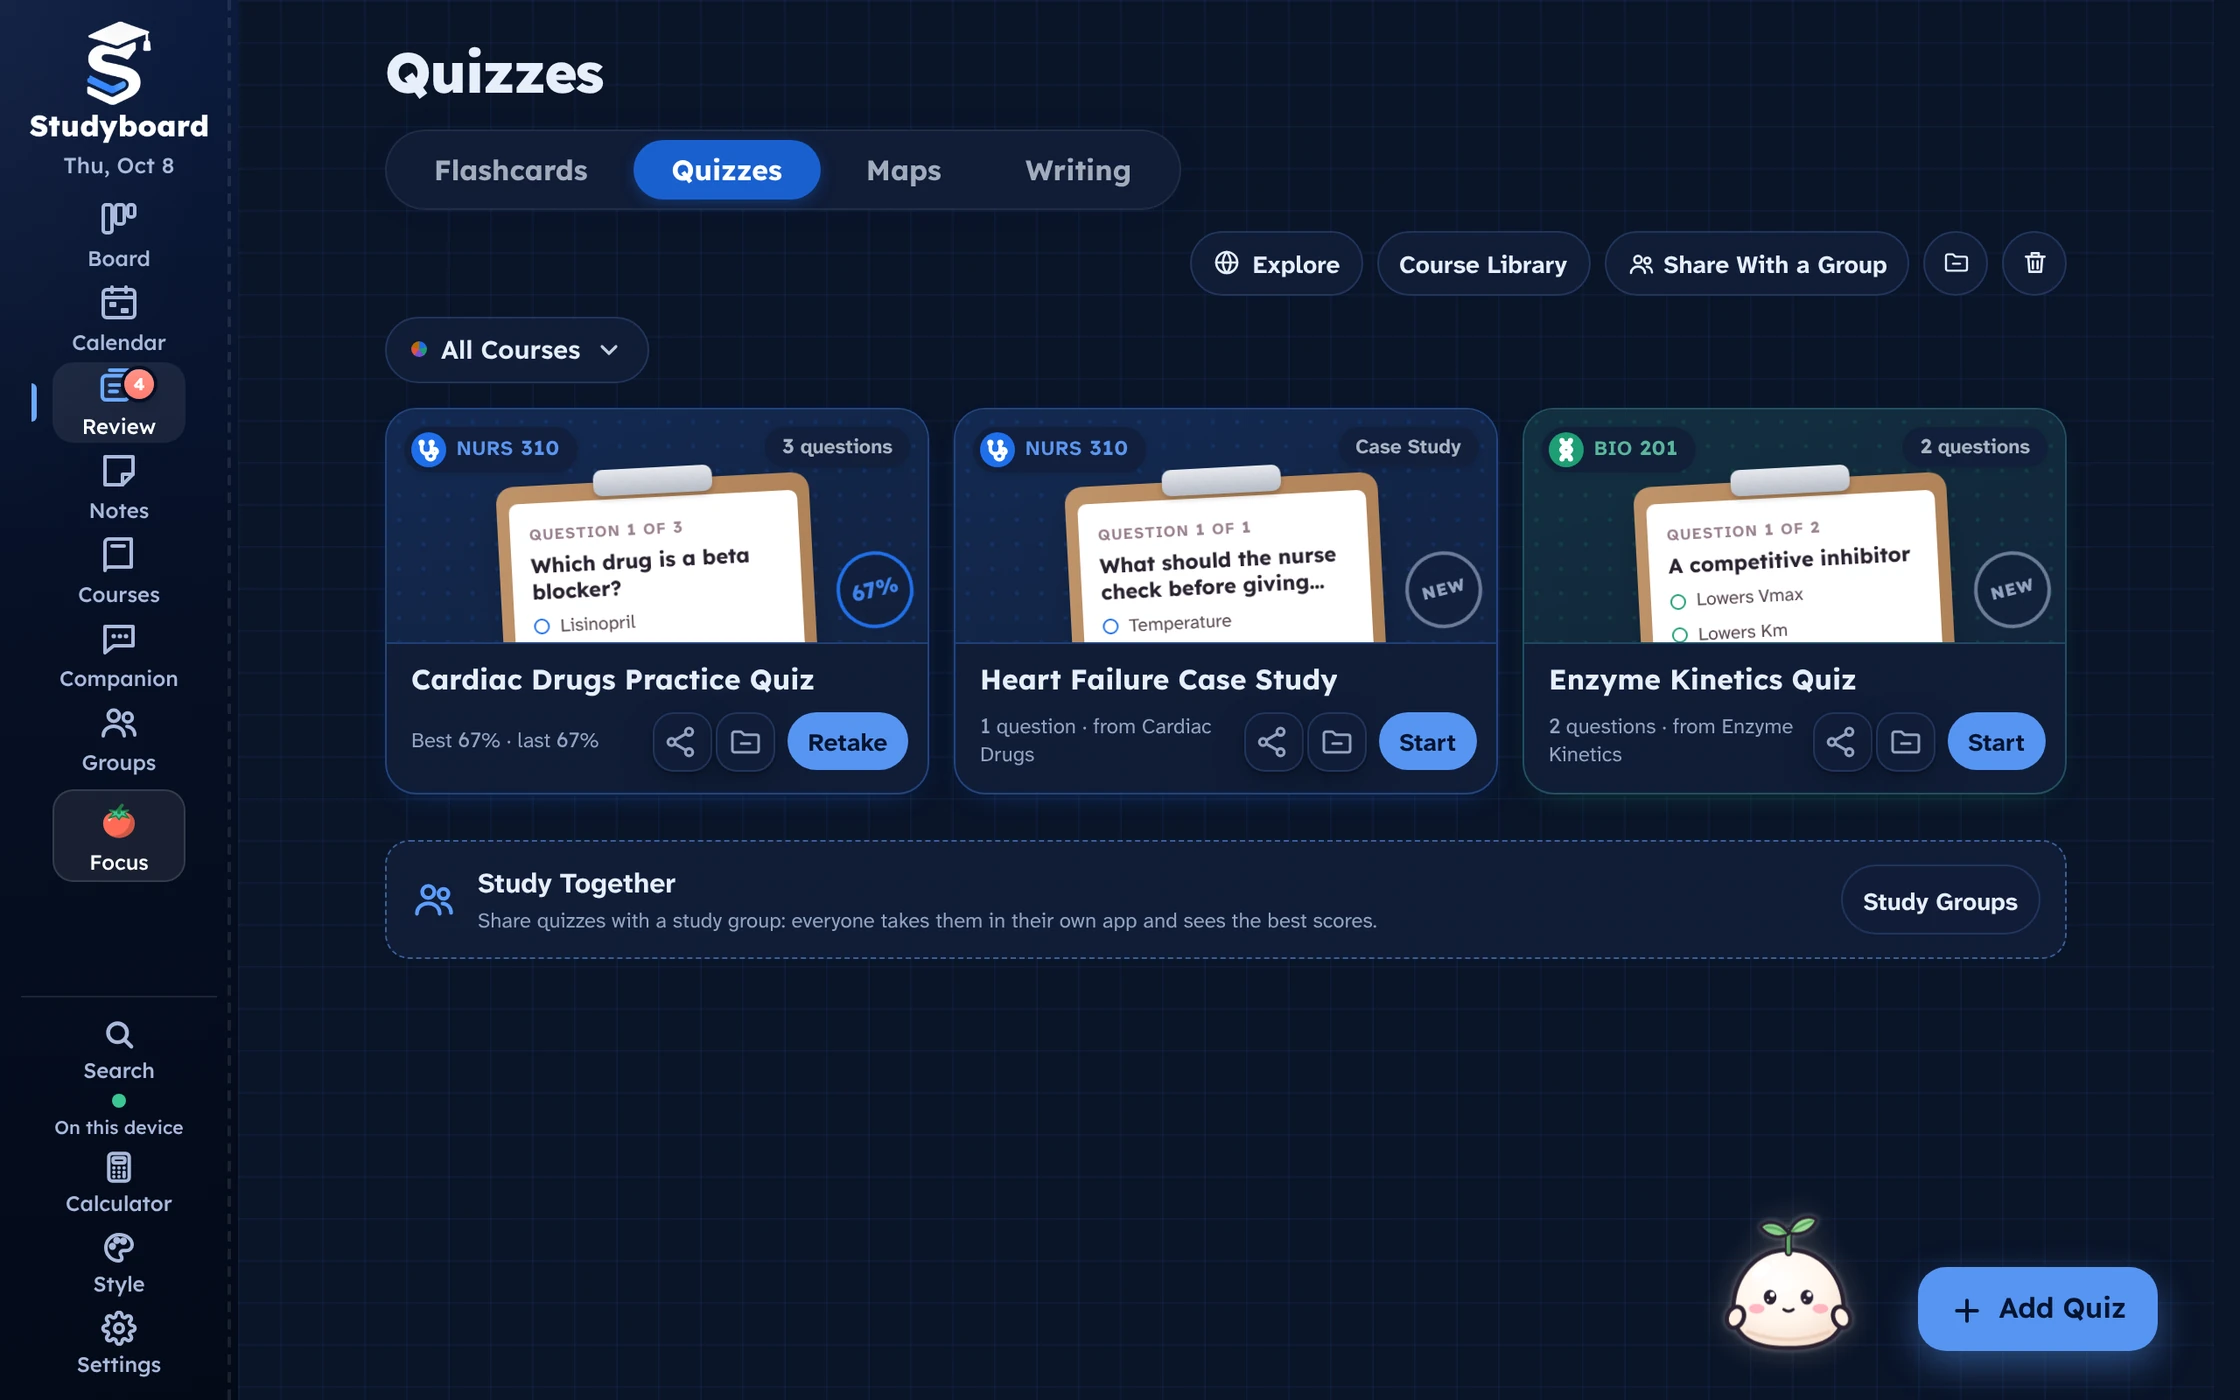 Studyboard
Thu, Oct 8
Board
Calendar
4
Review
Notes
Courses
Companion
Groups
Focus
Search
On this device
Calculator
Style
Settings
Quizzes
Flashcards
Quizzes
Maps
Writing
Explore
Course Library
Share With a Group
All Courses
NURS 310
3 questions
QUESTION 1 OF 3
Which drug is a beta
blocker?
Lisinopril
67%
Cardiac Drugs Practice Quiz
Best 67% · last 67%
Retake
NURS 310
Case Study
QUESTION 1 OF 1
What should the nurse
check before giving...
Temperature
NEW
Heart Failure Case Study
1 question · from Cardiac
Drugs
Start
BIO 201
2 questions
QUESTION 1 OF 2
A competitive inhibitor
Lowers Vmax
Lowers Km
NEW
Enzyme Kinetics Quiz
2 questions · from Enzyme
Kinetics
Start
Study Together
Share quizzes with a study group: everyone takes them in their own app and sees the best scores.
Study Groups
+ Add Quiz